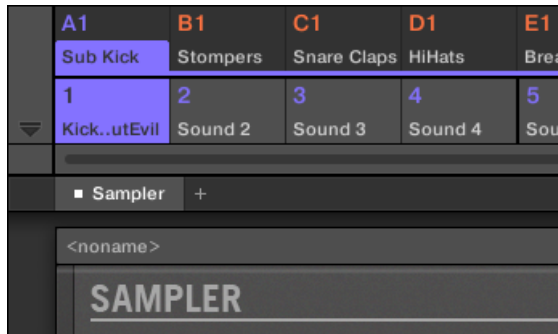 A1 B1 C1 D1 E1
Sub Kick Stompers Snare Claps HiHats
1 2 3 4 5
Kick..utEvil Sound 2 Sound 3 Sound 4
Sampler +
<noname>
SAMPLER